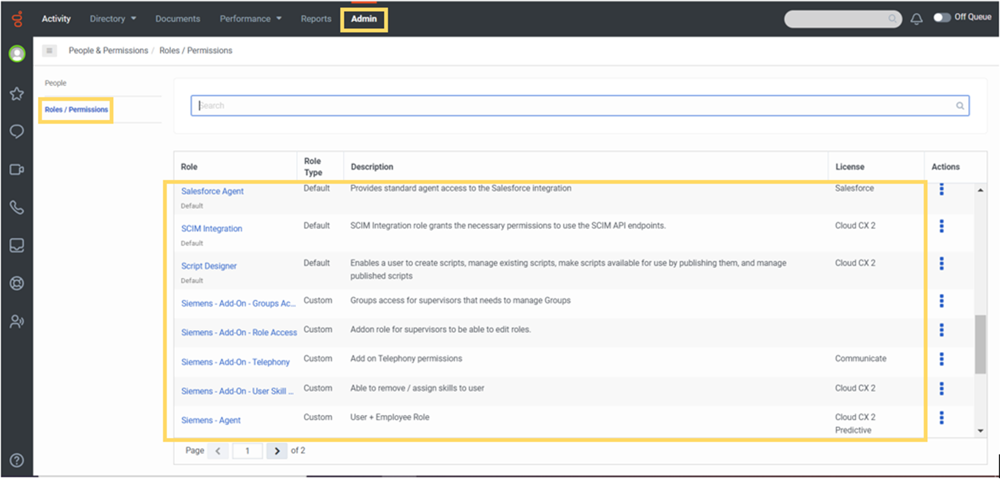 Activity Directory Documents Performance Reports Admin Off Queue
People & Permissions / Roles / Permissions
People
Roles / Permissions
Search
Role Role Type Description License Actions
Salesforce Agent Default Provides standard agent access to the Salesforce integration Salesforce
Default
SCIM Integration Default SCIM Integration role grants the necessary permissions to use the SCIM API endpoints. Cloud CX 2
Default
Script Designer Default Enables a user to create scripts, manage existing scripts, make scripts available for use by publishing them, and manage Cloud CX 2
published scripts
Default
Siemens - Add-On - Groups Ac... Custom Groups access for supervisors that needs to manage Groups
Siemens - Add-On - Role Access Custom Addon role for supervisors to be able to edit roles.
Siemens - Add-On - Telephony Custom Add on Telephony permissions Communicate
Siemens - Add-On - User Skill ... Custom Able to remove / assign skills to user Cloud CX 2
Siemens - Agent Custom User + Employee Role Cloud CX 2
Predictive
Page 1 of 2